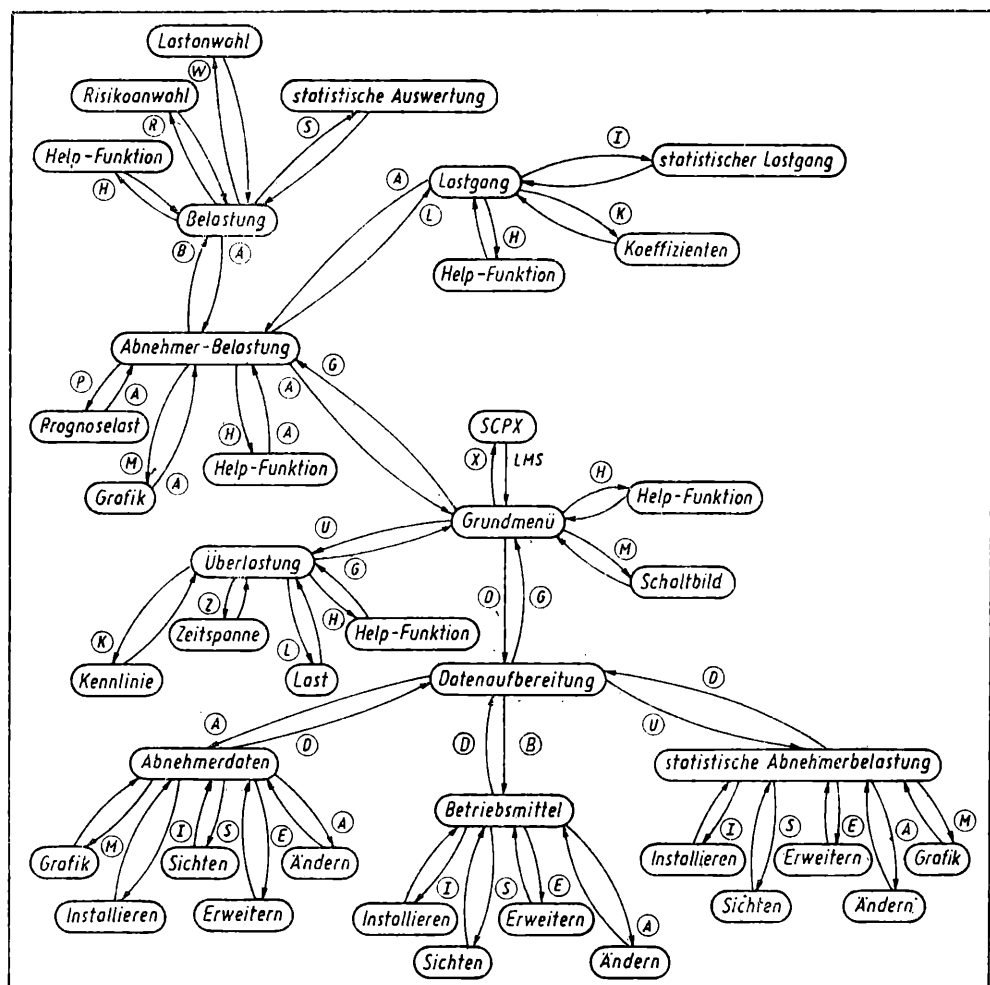 Lastanwahl
W
Risikoanwahl
statistische Auswertung
R
S
Help-Funktion
H
I
statistischer Lastgang
A
Lastgang
L
Belastung
K
B
A
H
Koeffizienten
Help-Funktion
Abnehmer-Belastung
G
P
A
A
Prognoselast
SCPX
H
A
X
LMS
M
Help-Funktion
H
Grafik
A
Help-Funktion
U
Grundmenü
M
Überlastung
G
Schaltbild
Z
D
G
H
Zeitspanne
Help-Funktion
K
L
Kennlinie
Last
Datenaufbereitung
D
A
U
D
D
B
Abnehmerdaten
statistische Abnehmerbelastung
Betriebsmittel
M
I
S
E
A
I
S
E
A
M
Grafik
Sichten
Ändern
Installieren
Erweitern
Grafik
I
S
E
Installieren
Erweitern
Installieren
Erweitern
A
Sichten
Ändern
Sichten
Ändern